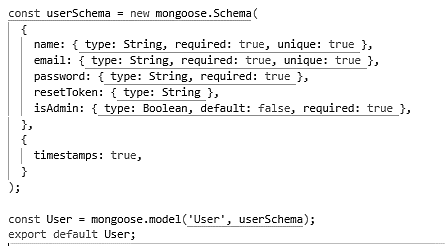 const userSchema = new mongoose.Schema(
  {
    name: { type: String, required: true, unique: true },
    email: { type: String, required: true, unique: true },
    password: { type: String, required: true },
    resetToken: { type: String },
    isAdmin: { type: Boolean, default: false, required: true },
  },
  {
    timestamps: true,
  }
);

const User = mongoose.model('User', userSchema);
export default User;